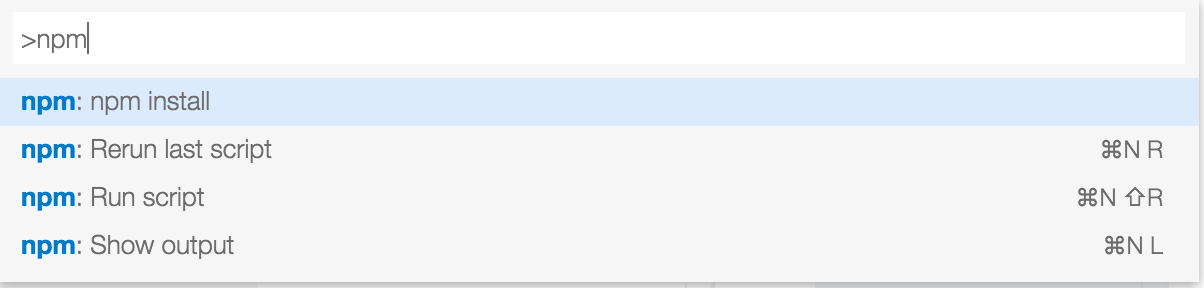 >npm
npm: npm install
npm: Rerun last script ⌘N R
npm: Run script ⌘N ⇧R
npm: Show output ⌘N L